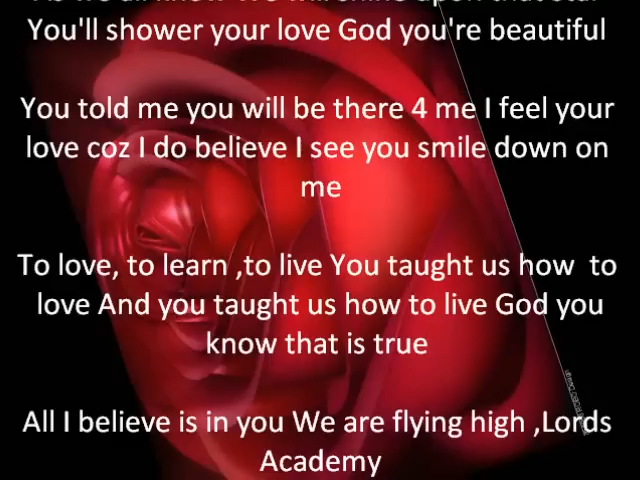 You'll shower your love God you're beautiful
You told me you will be there 4 me I feel your
love coz I do believe I see you smile down on
me
To love, to learn ,to live You taught us how  to
love And you taught us how to live God you
know that is true
All I believe is in you We are flying high ,Lords
Academy